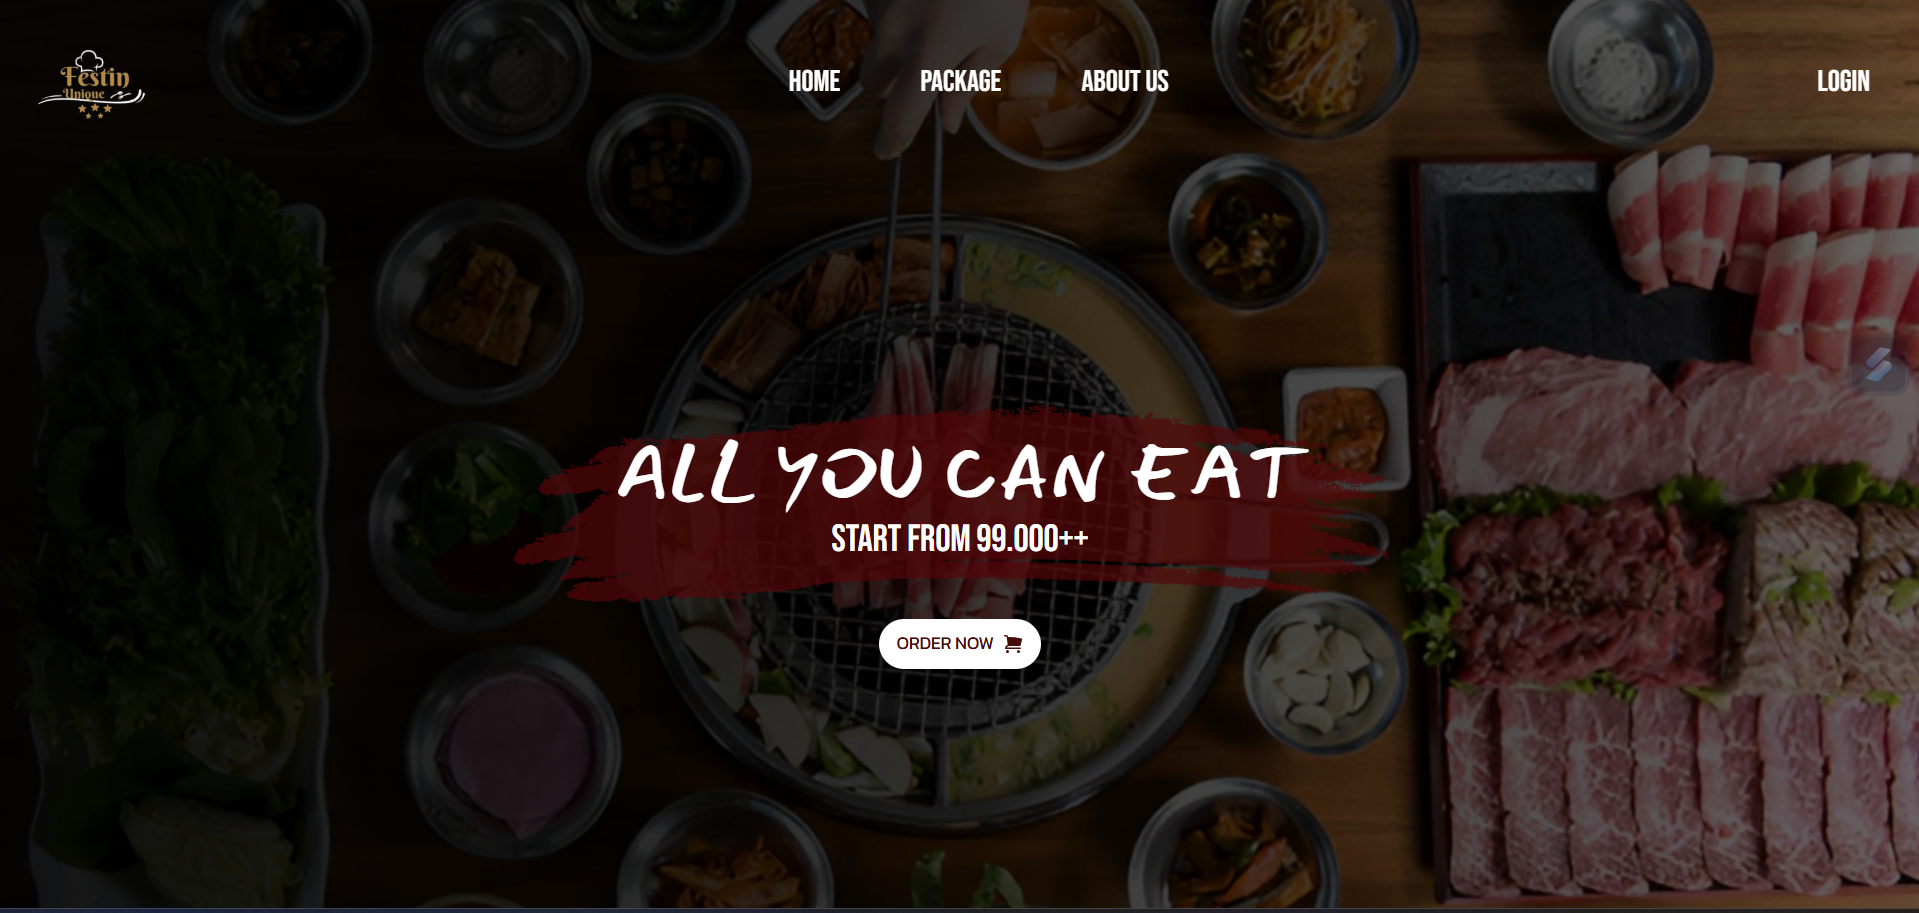 Festin
Unique
HOME
PACKAGE
ABOUT US
LOGIN
ALL YOU CAN EAT
START FROM 99.000++
ORDER NOW